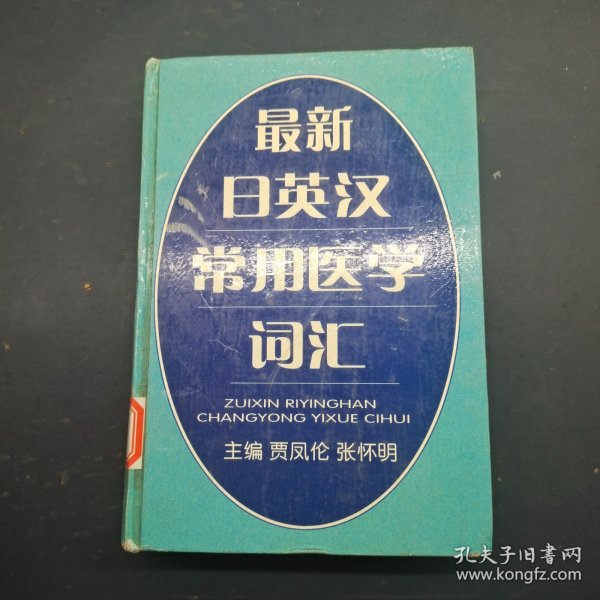 最新
日英汉
常用医学
词汇
ZUIXIN RIYINGHAN
CHANGYONG YIXUE CIHUI
主编 贾凤伦 张怀明
孔夫子旧書网
www.kongfz.com